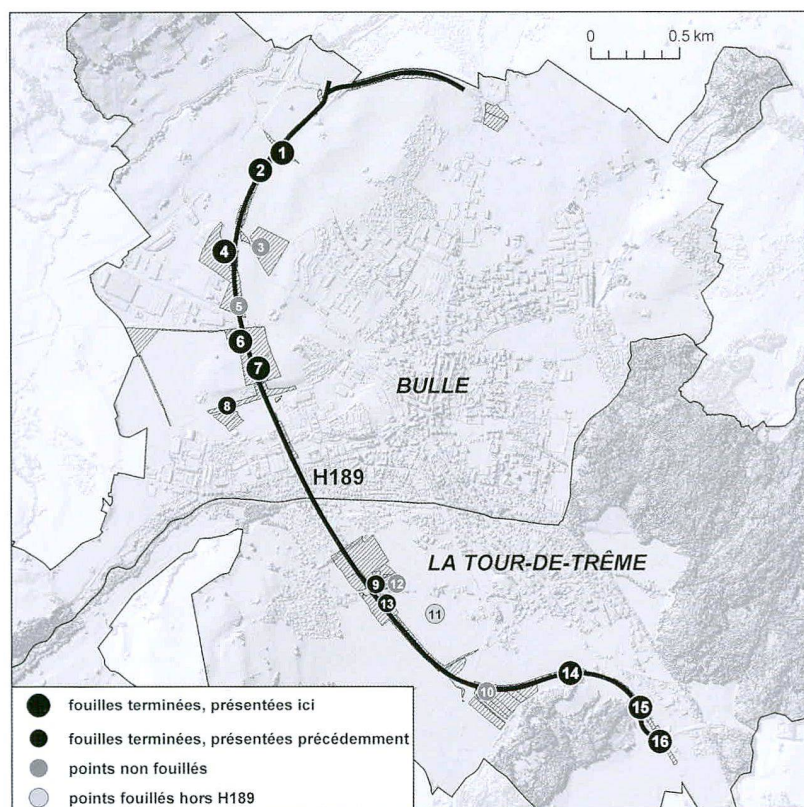 0 0.5 km
1
2
4
3
5
6
7
8
BULLE
H189
LA TOUR-DE-TRÊME
9
12
13
11
14
10
15
16
fouilles terminées, présentées ici
fouilles terminées, présentées précédemment
points non fouillés
points fouillés hors H189